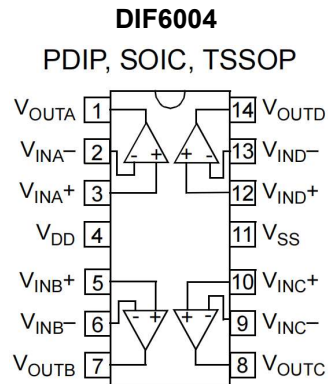 DIF6004
PDIP, SOIC, TSSOP
VOUTA 1 14 VOUTD
VINA– 2 - + + - 13 VIND–
VINA+ 3 12 VIND+
VDD 4 11 VSS
VINB+ 5 10 VINC+
VINB– 6 - + + - 9 VINC–
VOUTB 7 8 VOUTC